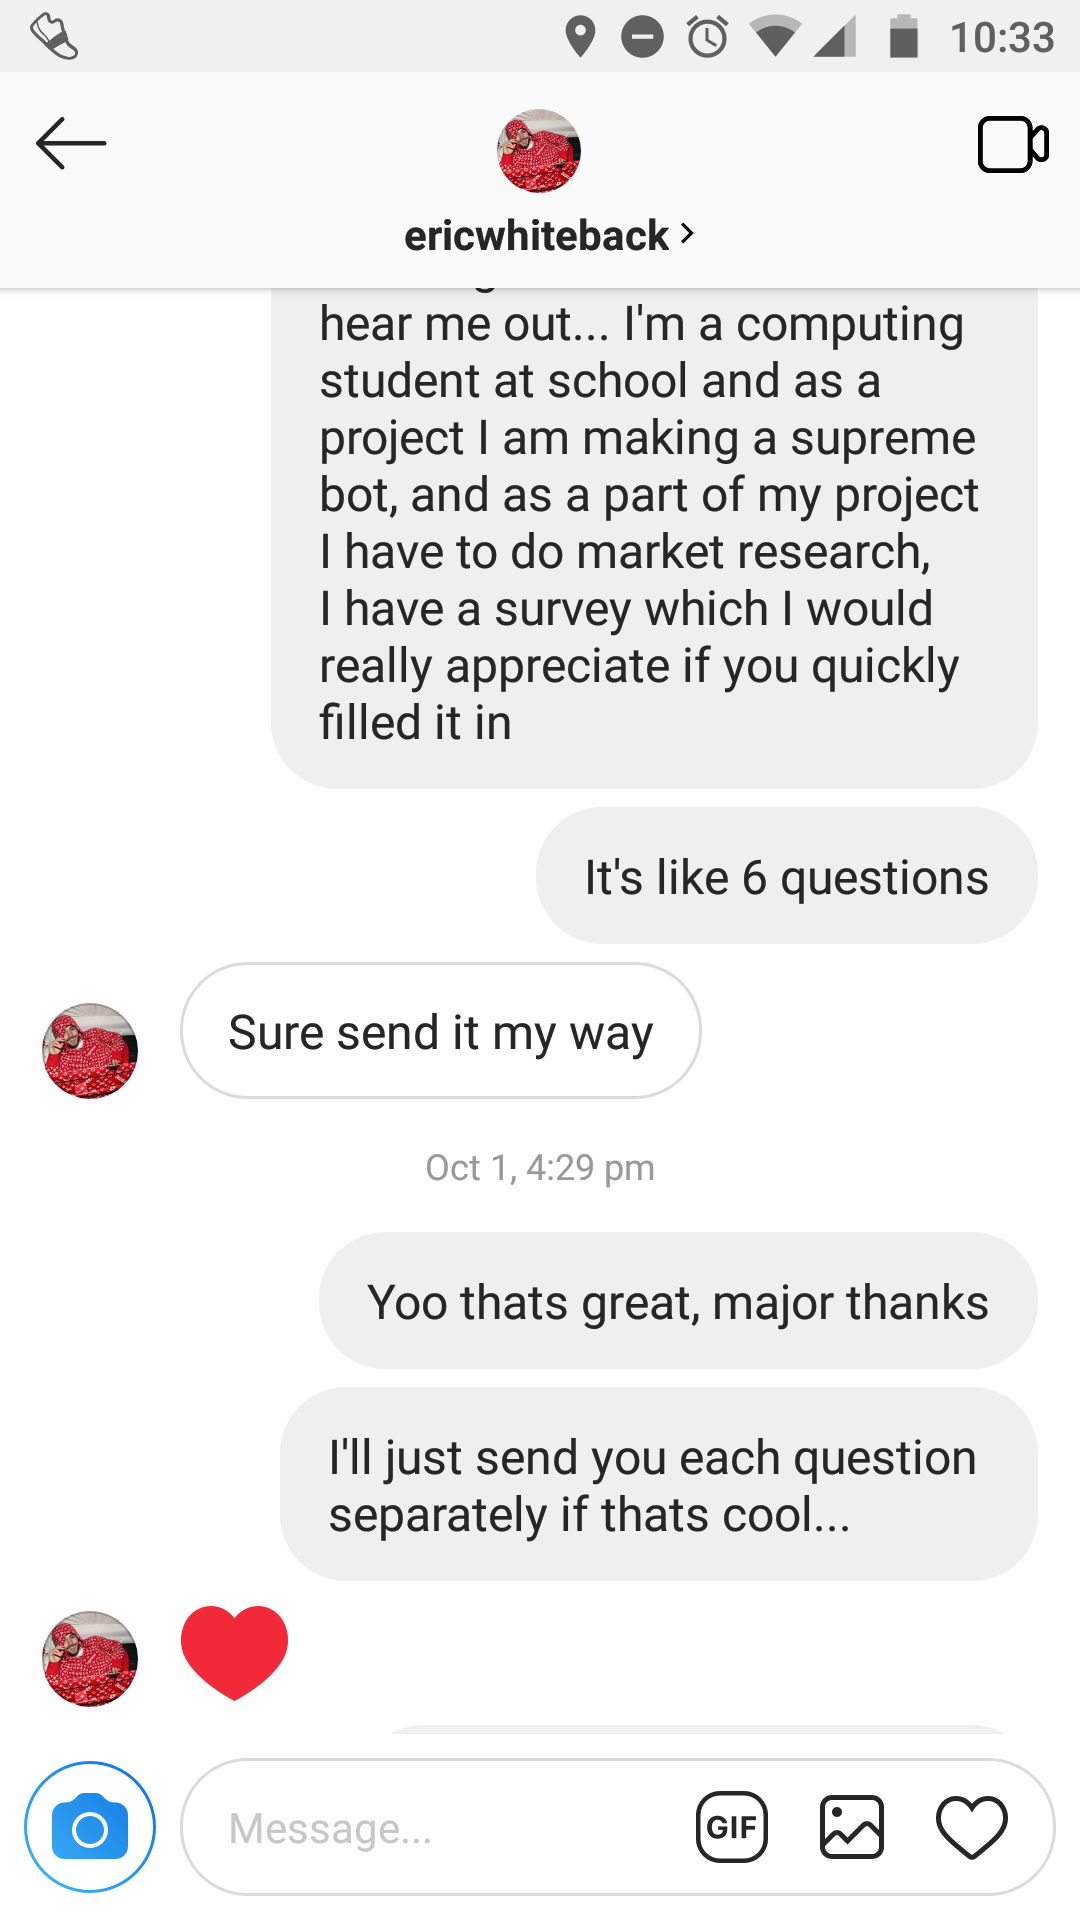 10:33
ericwhiteback
hear me out... I'm a computing
student at school and as a
project I am making a supreme
bot, and as a part of my project
I have to do market research,
I have a survey which I would
really appreciate if you quickly
filled it in
It's like 6 questions
Sure send it my way
Oct 1, 4:29 pm
Yoo thats great, major thanks
I'll just send you each question
separately if thats cool...
Message...
GIF